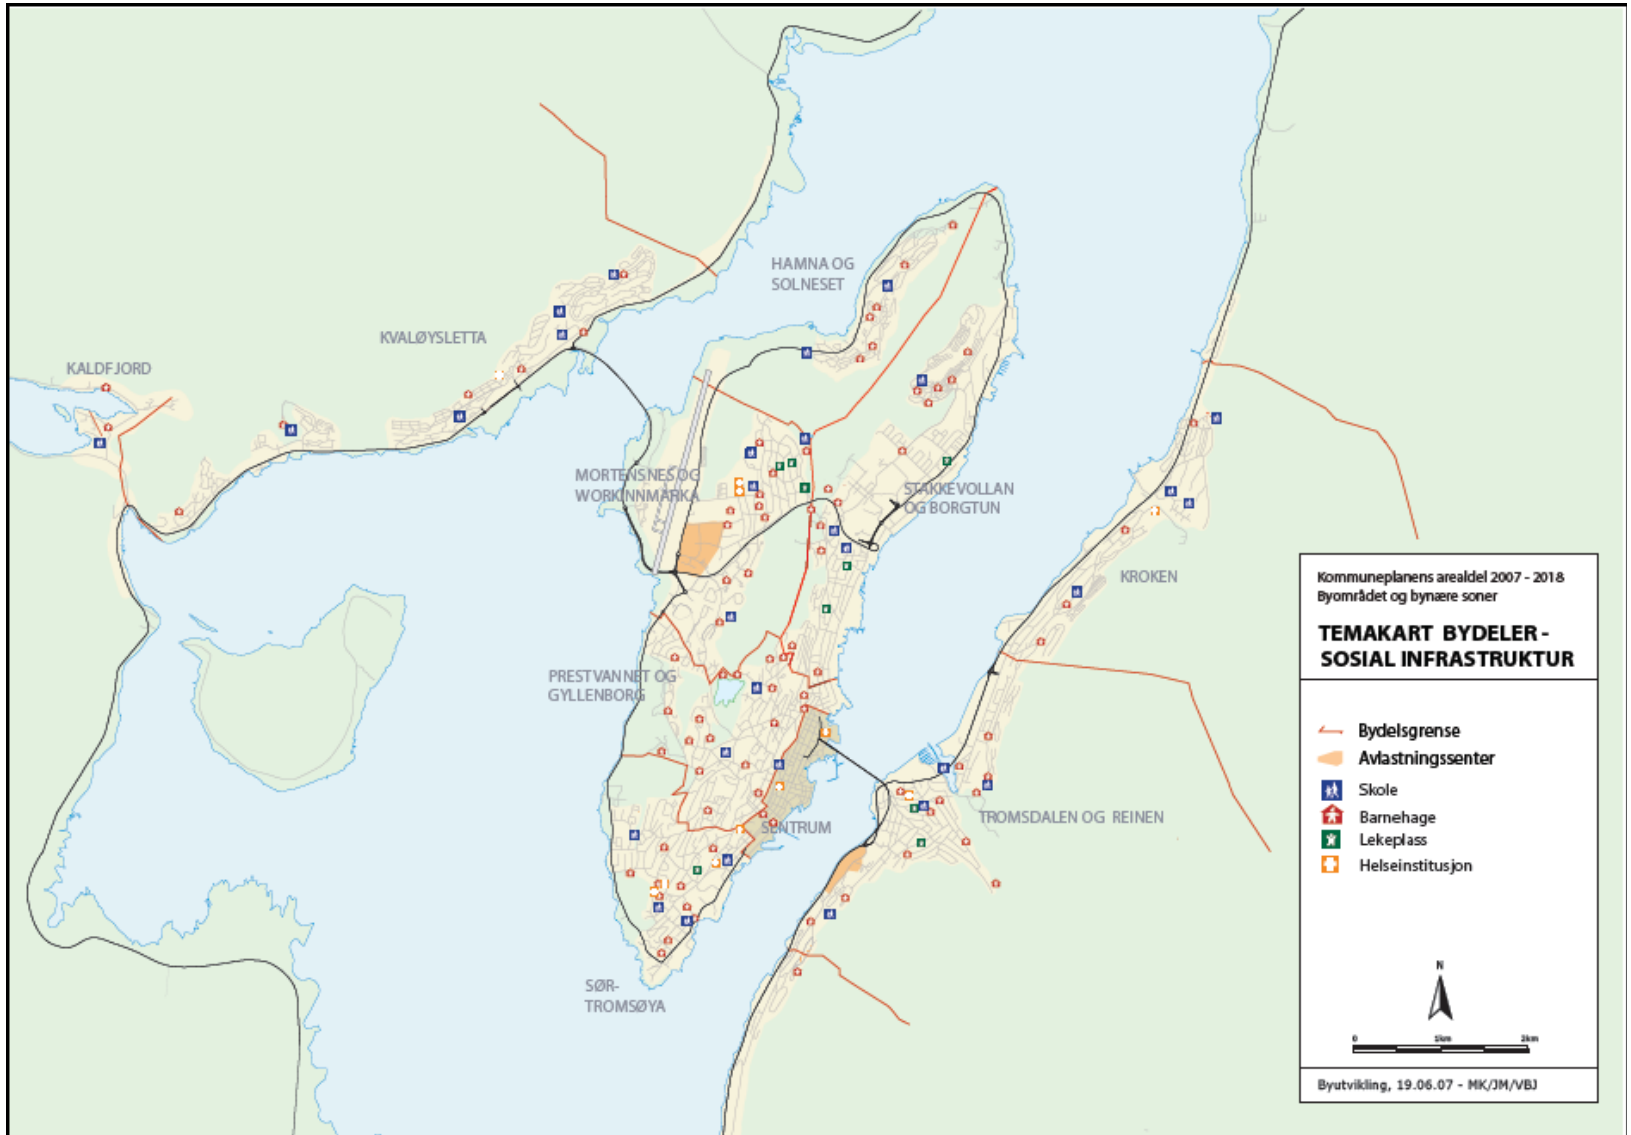 HAMNA OG
SOLNESET
KVALØYSLETTA
KALDFJORD
MORTENSNES OG
WORKINNMARKA
STAKKEVOLLAN
OG BORGTUN
KROKEN
PRESTVANNET OG
GYLLENBORG
SENTRUM
TROMSDALEN OG REINEN
SØR-
TROMSØYA
Kommuneplanens arealdel 2007 - 2018
Byområdet og bynære soner
TEMAKART BYDELER -
SOSIAL INFRASTRUKTUR
Bydelsgrense
Avlastningssenter
Skole
Barnehage
Lekeplass
Helseinstitusjon
N
0 1km 2km
Byutvikling, 19.06.07 - MK/JM/VBJ